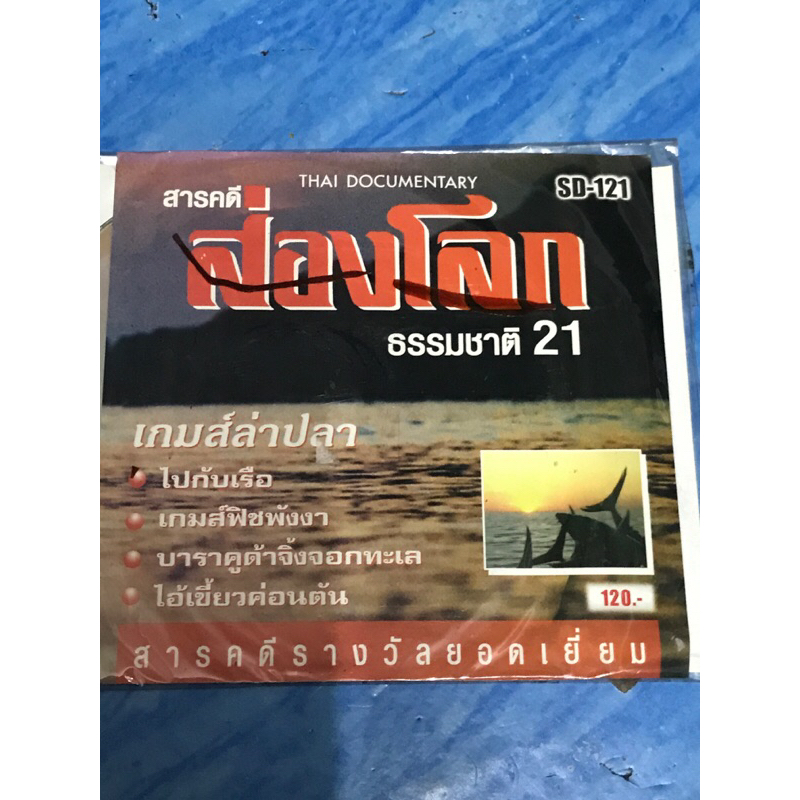 THAI DOCUMENTARY
SD-121
สารคดี
ส่องโลก
ธรรมชาติ 21
เกมส์ล่าปลา
ไปกับเรือ
เกมส์ฟิชพังงา
บาราคูด้าจิ้งจอกทะเล
ไอ้เขี้ยวค่อนตัน
120.-
สารคดีรางวัลยอดเยี่ยม